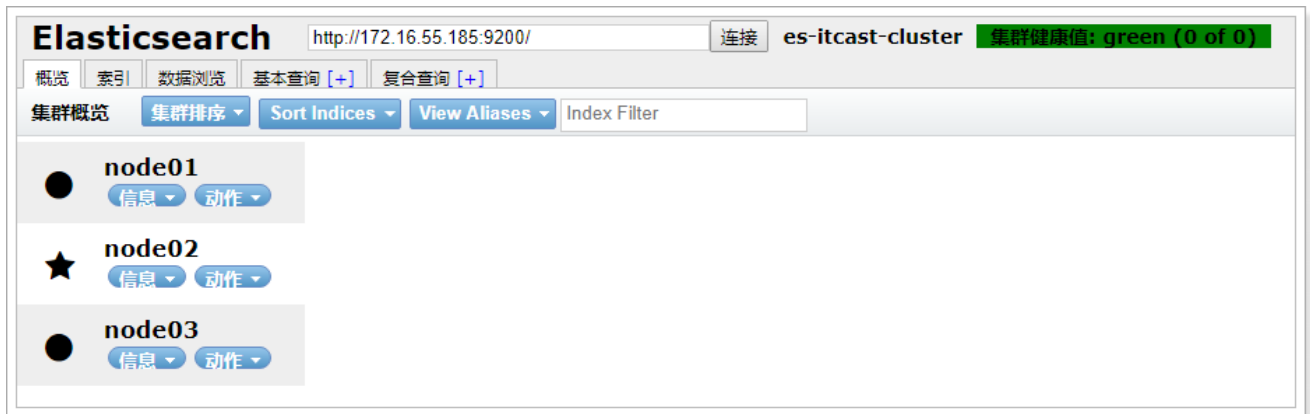 Elasticsearch http://172.16.55.185:9200/ 连接 es-itcast-cluster 集群健康值: green (0 of 0)
概览 索引 数据浏览 基本查询 [+] 复合查询 [+]
集群概览 集群排序 Sort Indices View Aliases Index Filter
node01
信息 动作
node02
信息 动作
node03
信息 动作